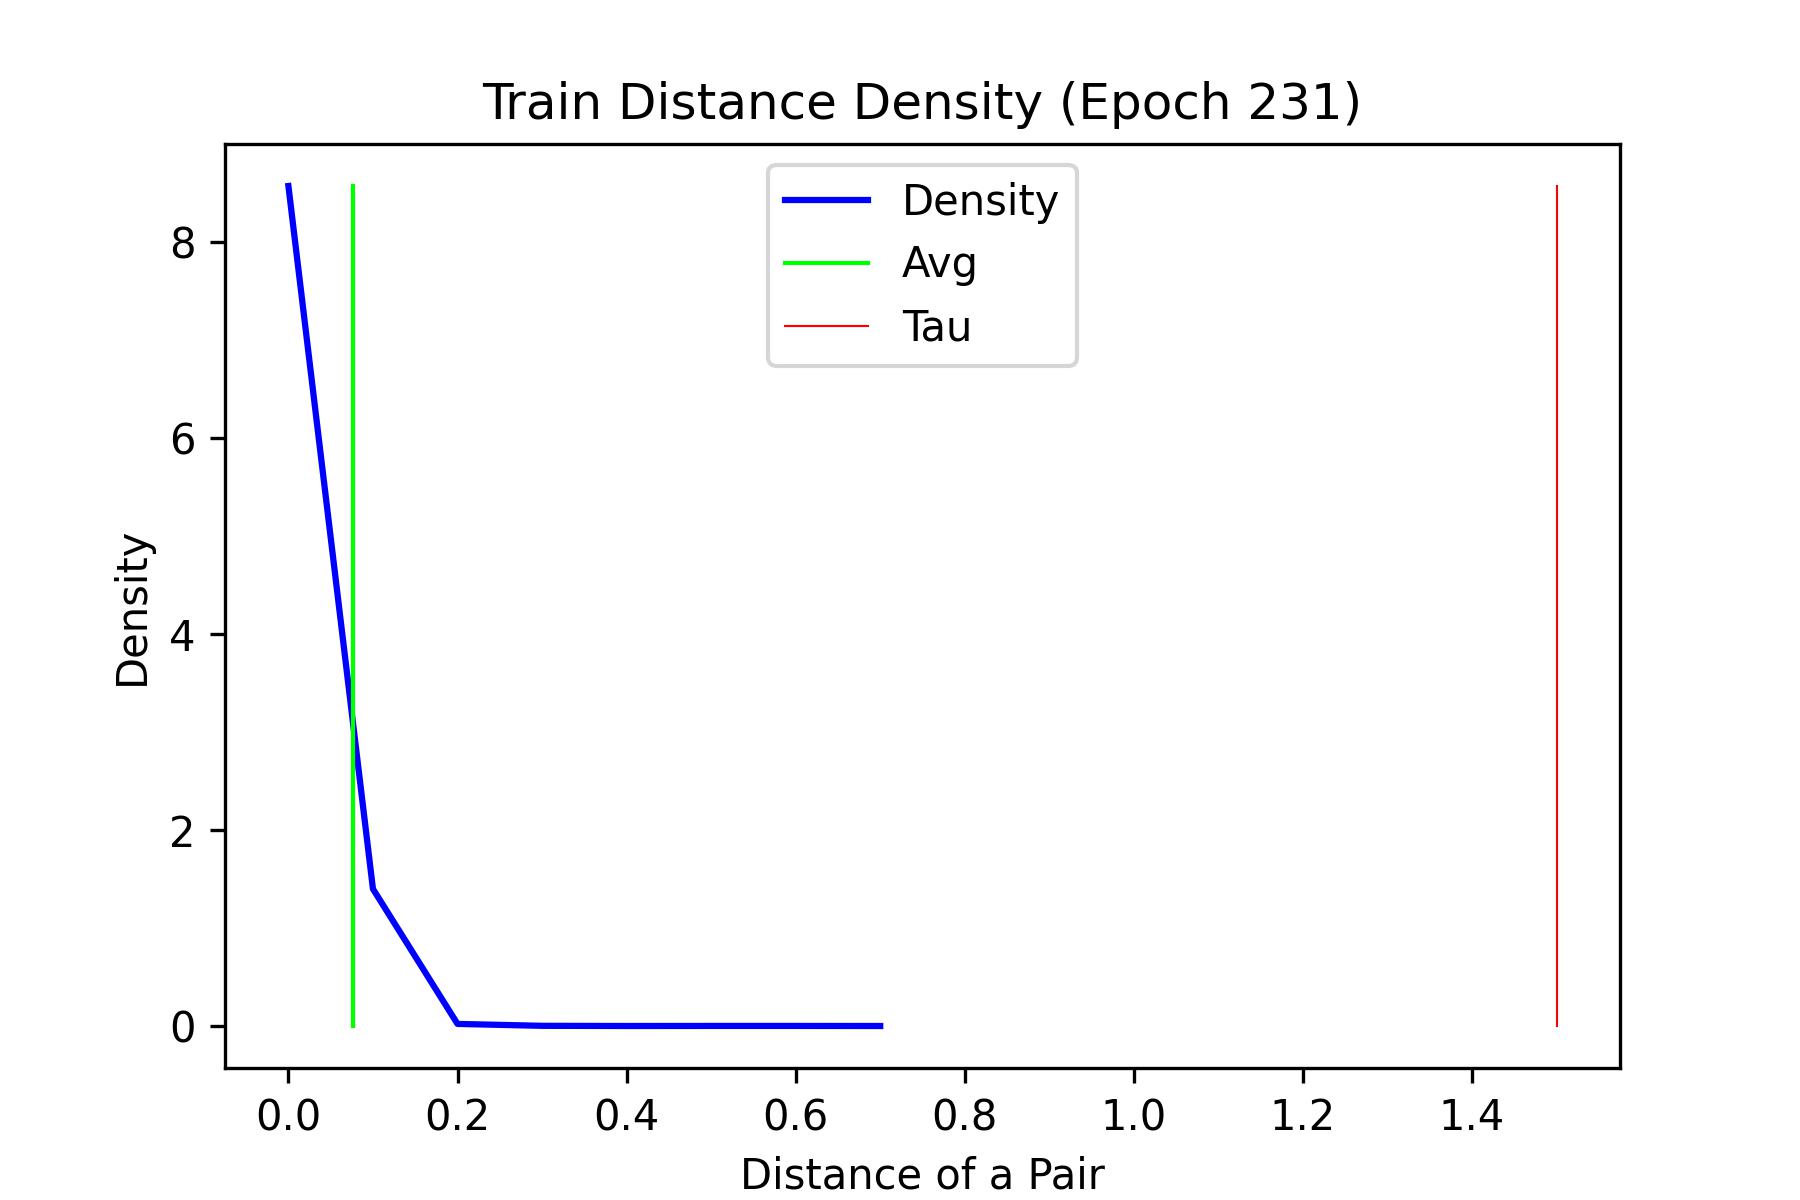 Train Distance Density (Epoch 231)
Density
Avg
Tau
Density
8
6
4
2
0
0.0 0.2 0.4 0.6 0.8 1.0 1.2 1.4
Distance of a Pair